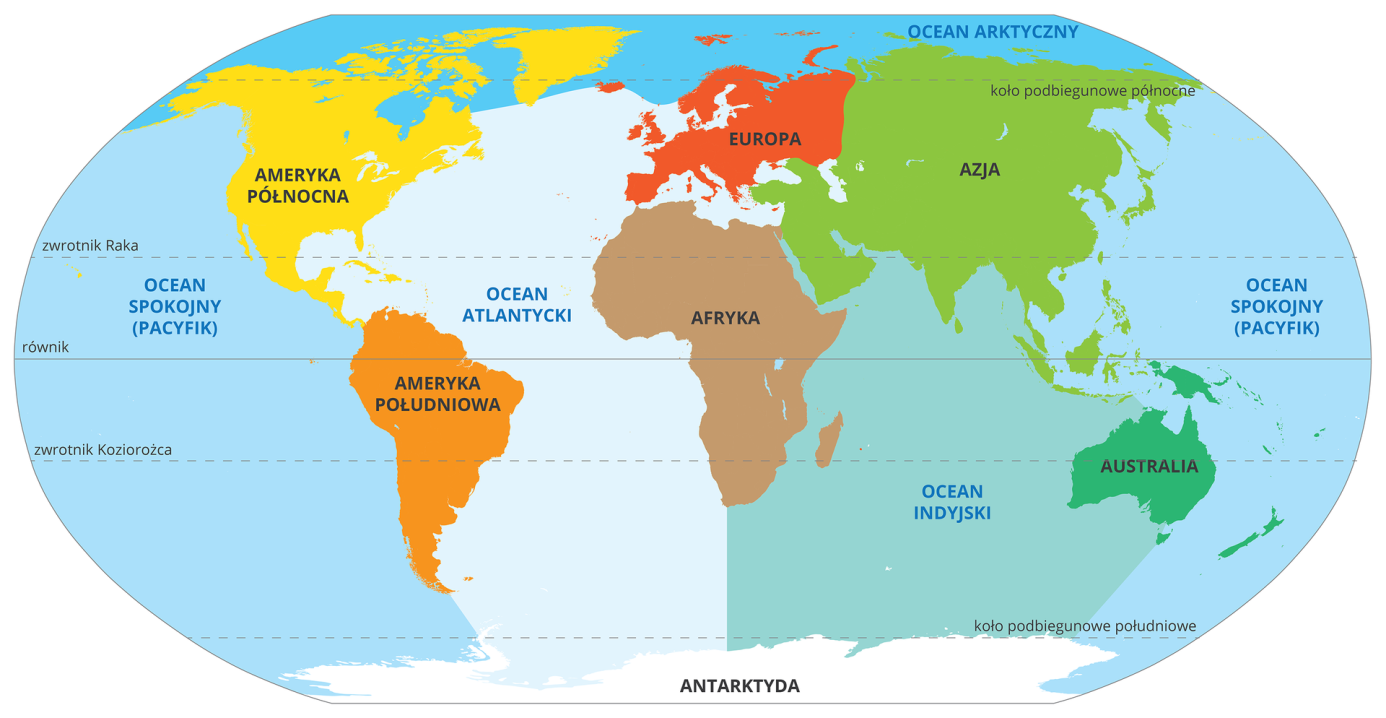 OCEAN ARKTYCZNY
koło podbiegunowe północne
EUROPA
AZJA
AMERYKA
PÓŁNOCNA
zwrotnik Raka
OCEAN
SPOKOJNY
(PACYFIK)
OCEAN
ATLANTYCKI
AFRYKA
OCEAN
SPOKOJNY
(PACYFIK)
równik
AMERYKA
POŁUDNIOWA
zwrotnik Koziorożca
AUSTRALIA
OCEAN
INDYJSKI
koło podbiegunowe południowe
ANTARKTYDA